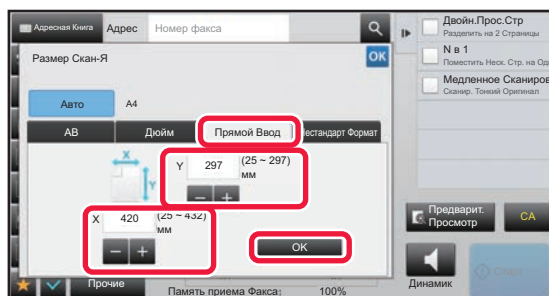 Адресная Книга
Адрес
Номер факса
Размер Скан-Я
OK
Авто
A4
AB
Дюйм
Прямой Ввод
Нестандарт Формат
X
Y
Y
297
(25 ~ 297)
мм
X
420
(25 ~ 432)
мм
OK
Прочие
Память приема Факса:
100%
Двойн.Прос.Стр
Разделить на 2 Страницы
N в 1
Поместить Неск. Стр. на
Медленное Сканиров
Сканир. Тонкий Оригинал
Предварит.
Просмотр
CA
Динамик
Старт